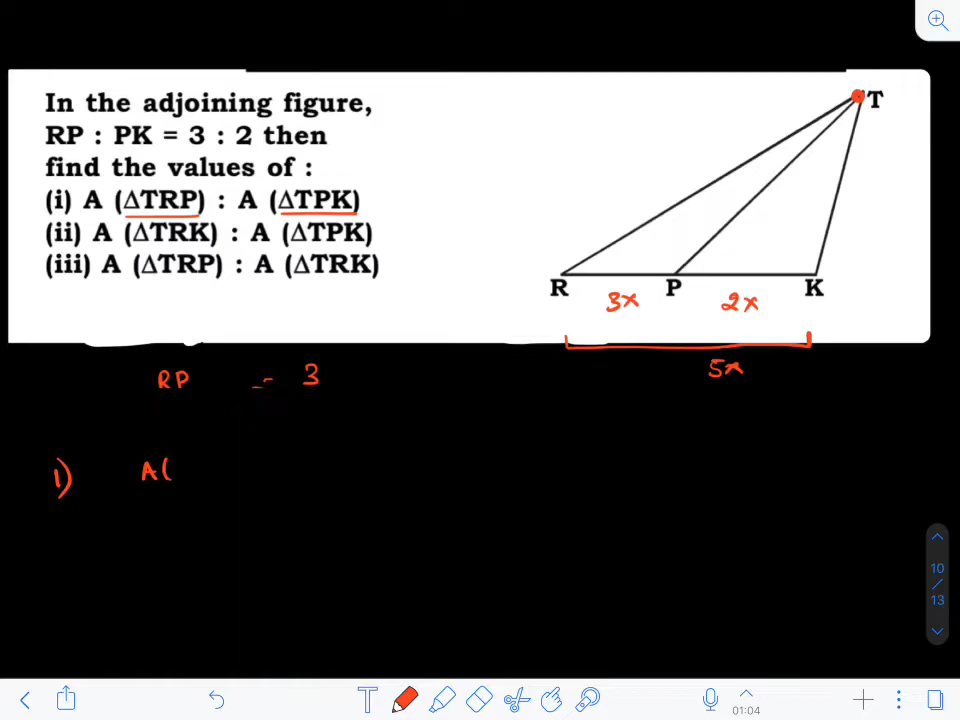 In the adjoining figure,
RP : PK = 3 : 2 then
find the values of :
(i) A (ΔTRP) : A (ΔTPK)
(ii) A (ΔTRK) : A (ΔTPK)
(iii) A (ΔTRP) : A (ΔTRK)
T
R P K
3x 2x
5x
RP = 3
1) A(
10
/
13
T
01:04